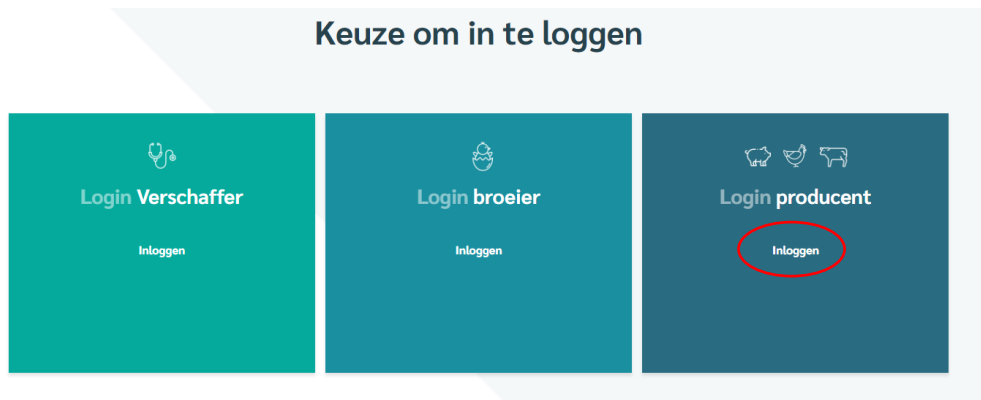 Keuze om in te loggen
Login Verschaffer
Inloggen
Login broeier
Inloggen
Login producent
Inloggen